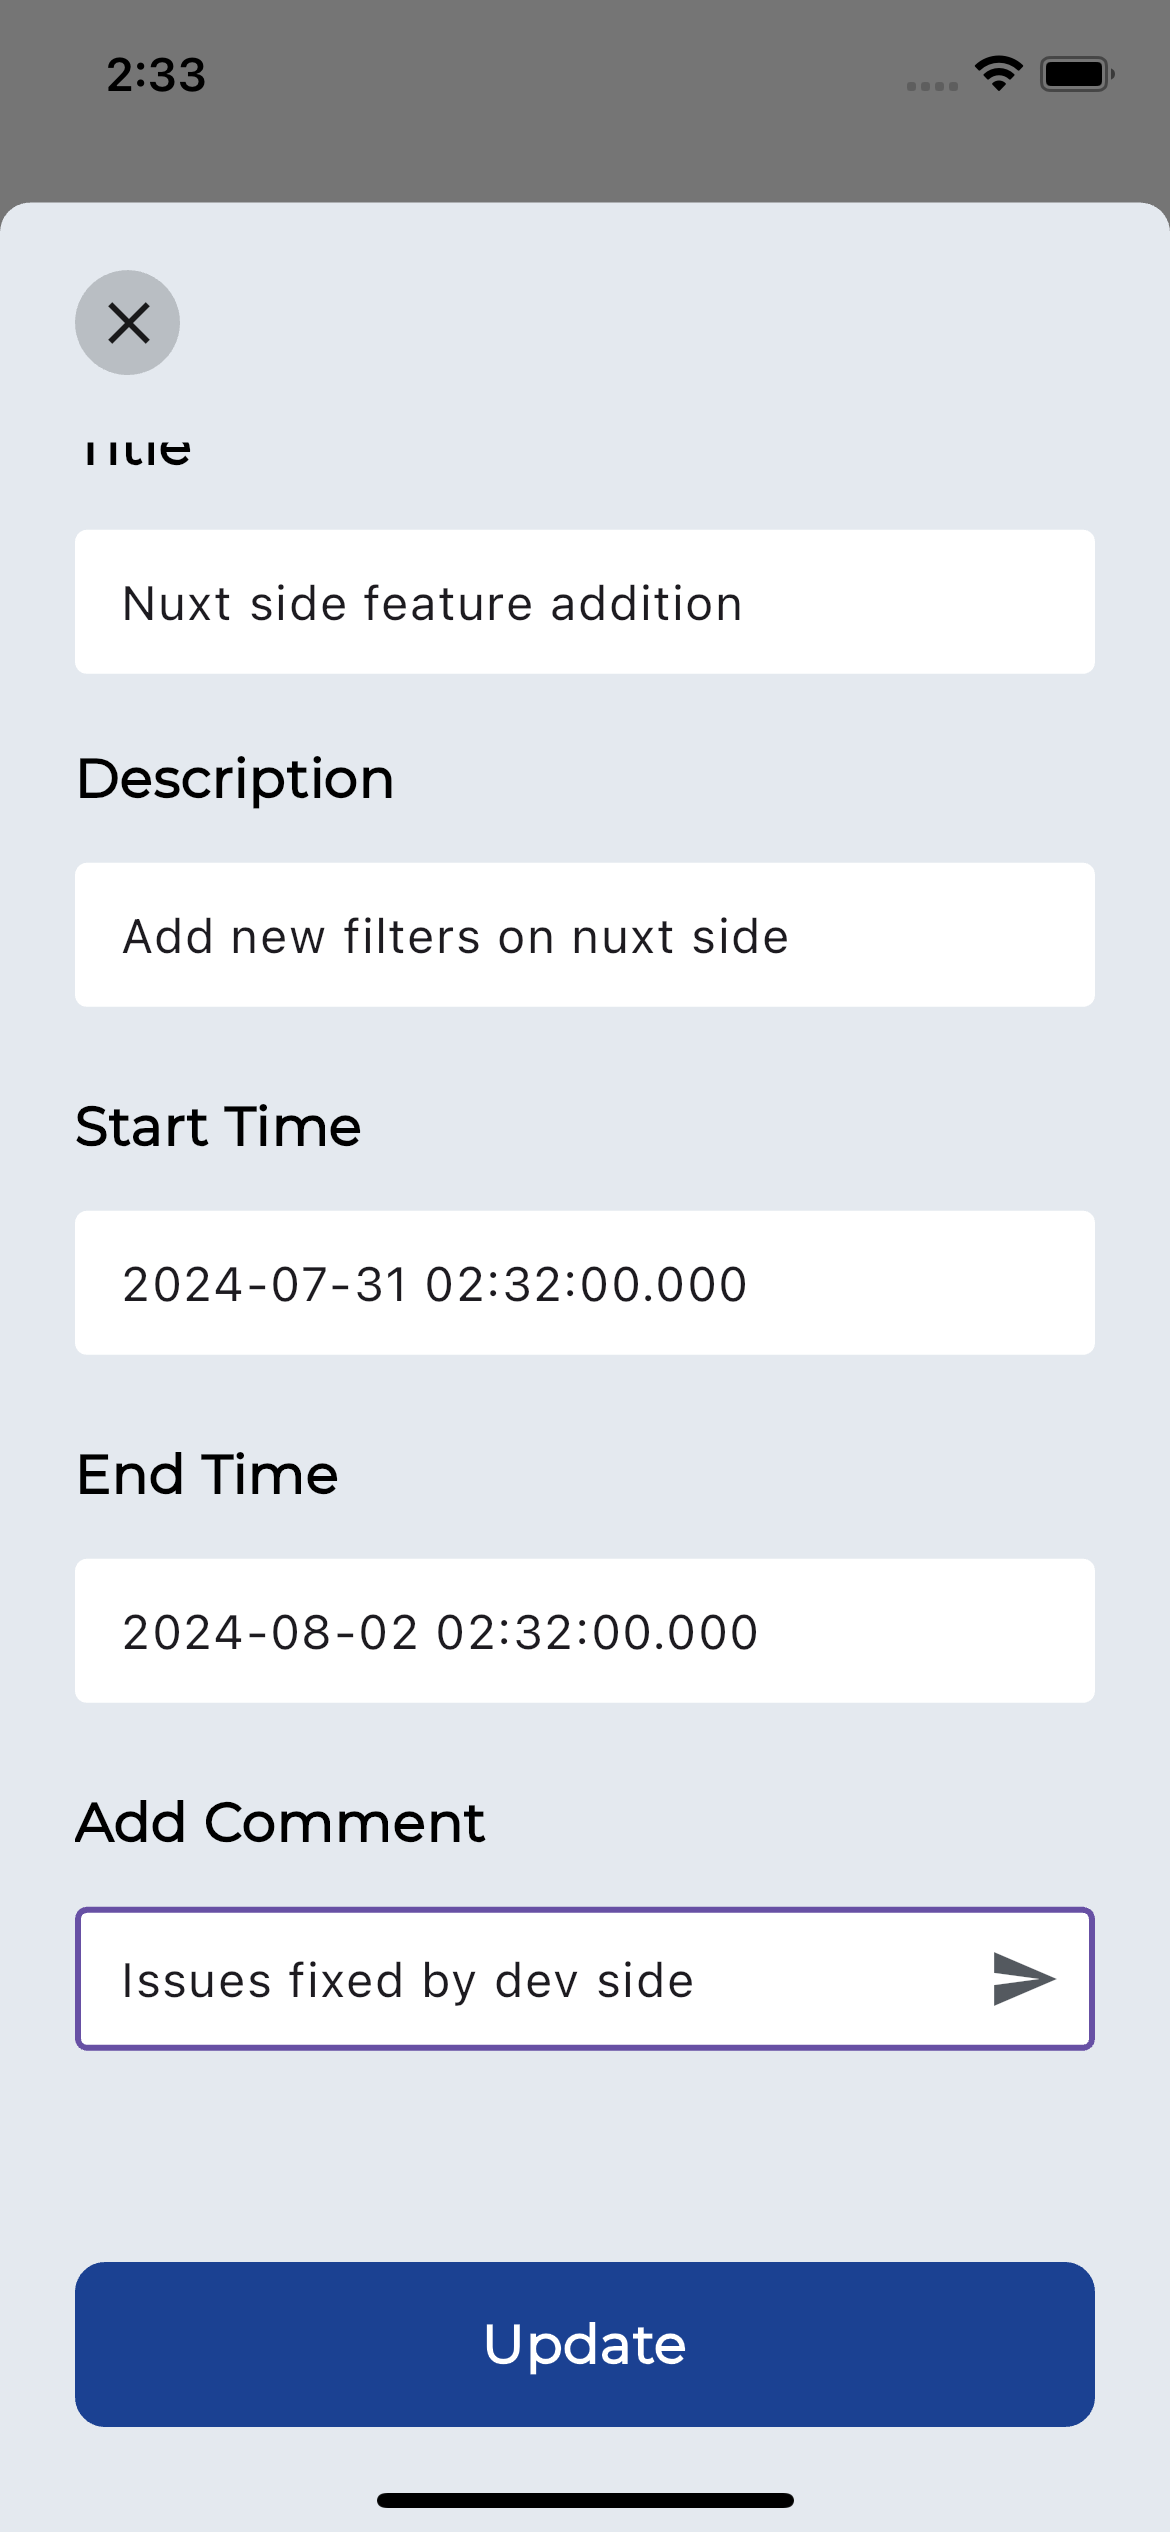 2:33
Title
Nuxt side feature addition
Description
Add new filters on nuxt side
Start Time
2024-07-31 02:32:00.000
End Time
2024-08-02 02:32:00.000
Add Comment
Issues fixed by dev side
Update